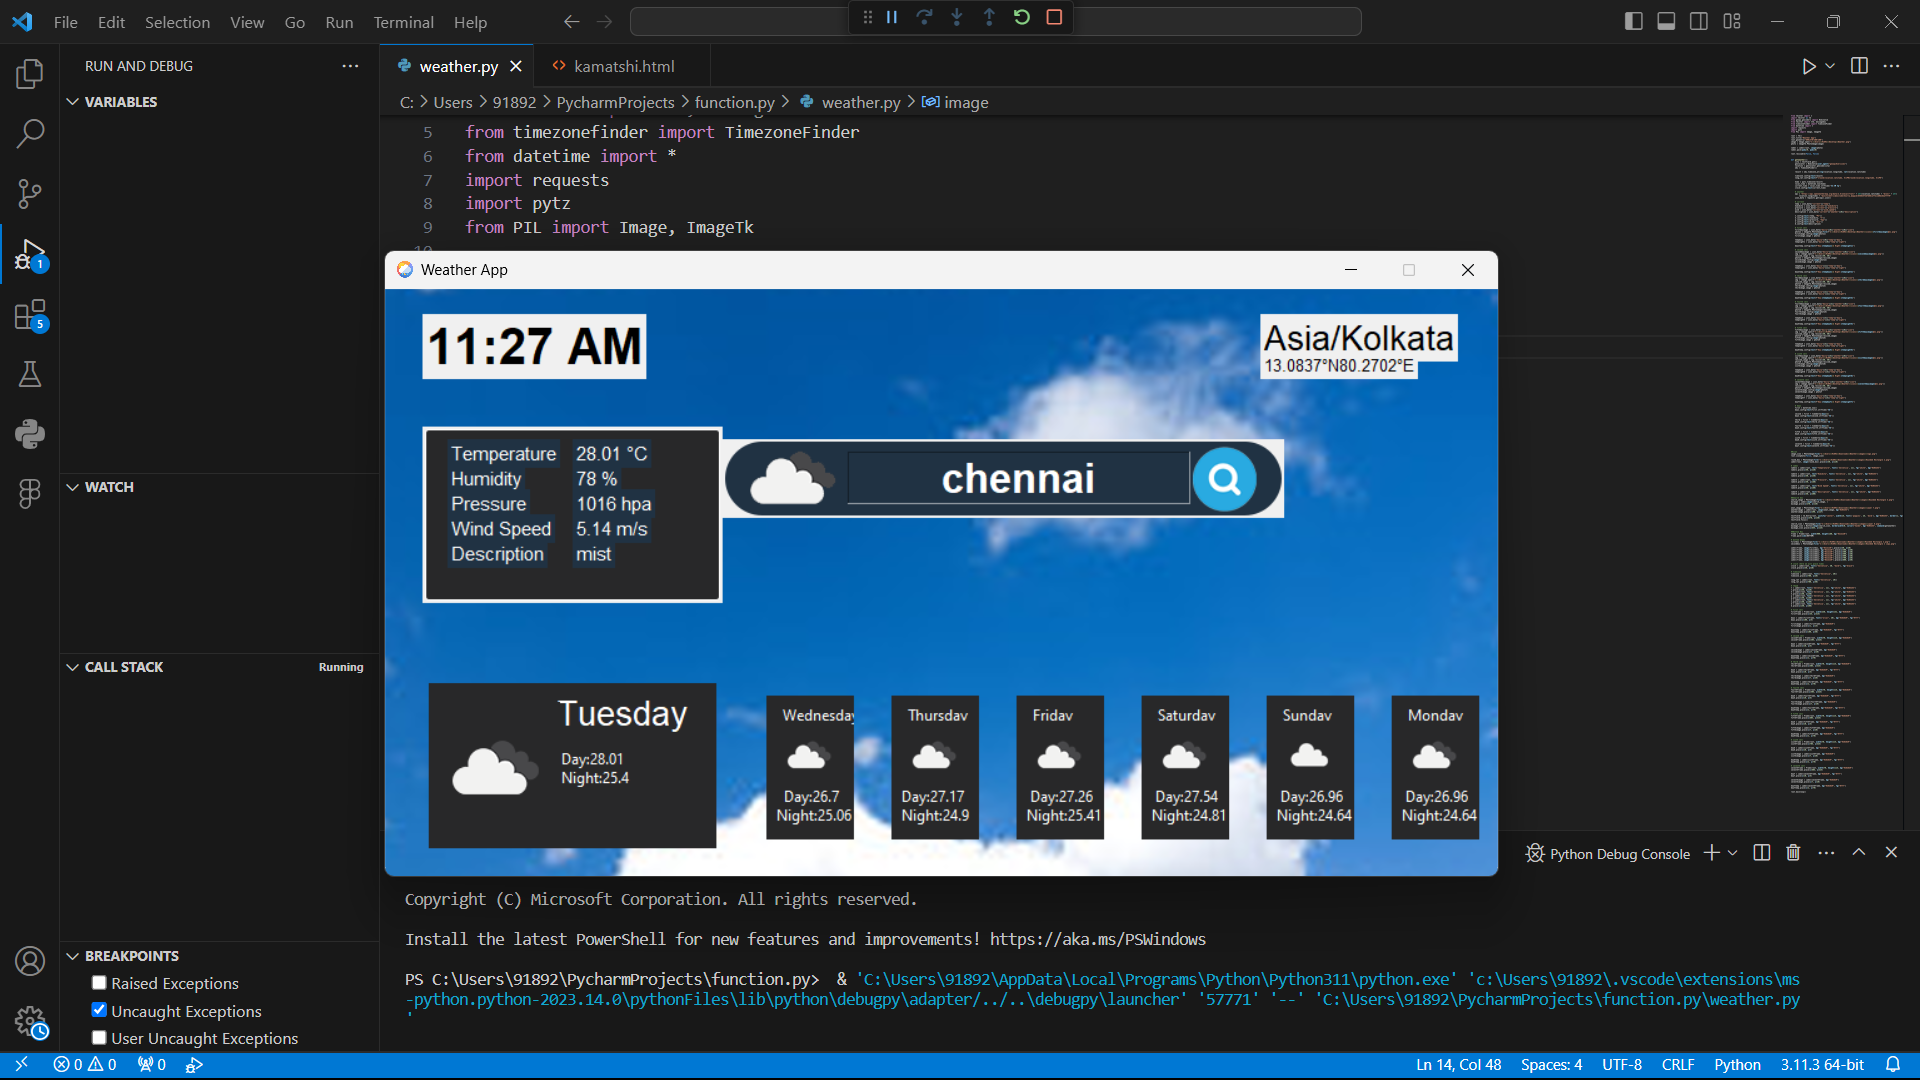 File Edit Selection View Go Run Terminal Help
RUN AND DEBUG
VARIABLES
WATCH
CALL STACK Running
BREAKPOINTS
Raised Exceptions
Uncaught Exceptions
User Uncaught Exceptions
1
5
weather.py
kamatshi.html
C: > Users > 91892 > PycharmProjects > function.py > weather.py > image
5 from timezonefinder import TimezoneFinder
6 from datetime import *
7 import requests
8 import pytz
9 from PIL import Image, ImageTk
10
Weather App
11:27 AM
Asia/Kolkata
13.0837°N80.2702°E
Temperature 28.01 °C
Humidity 78 %
Pressure 1016 hpa
Wind Speed 5.14 m/s
Description mist
chennai
Tuesday
Day:28.01
Night:25.4
Wednesday
Day:26.7
Night:25.06
Thursday
Day:27.17
Night:24.9
Friday
Day:27.26
Night:25.41
Saturday
Day:27.54
Night:24.81
Sunday
Day:26.96
Night:24.64
Monday
Day:26.96
Night:24.64
Python Debug Console
Copyright (C) Microsoft Corporation. All rights reserved.
Install the latest PowerShell for new features and improvements! https://aka.ms/PSWindows
PS C:\Users\91892\PycharmProjects\function.py>  & 'C:\Users\91892\AppData\Local\Programs\Python\Python311\python.exe' 'c:\Users\91892\.vscode\extensions\ms
-python.python-2023.14.0\pythonFiles\lib\python\debugpy\adapter/../..\debugpy\launcher' '57771' '--' 'C:\Users\91892\PycharmProjects\function.py\weather.py
'
0 0 0
Ln 14, Col 48 Spaces: 4 UTF-8 CRLF Python 3.11.3 64-bit